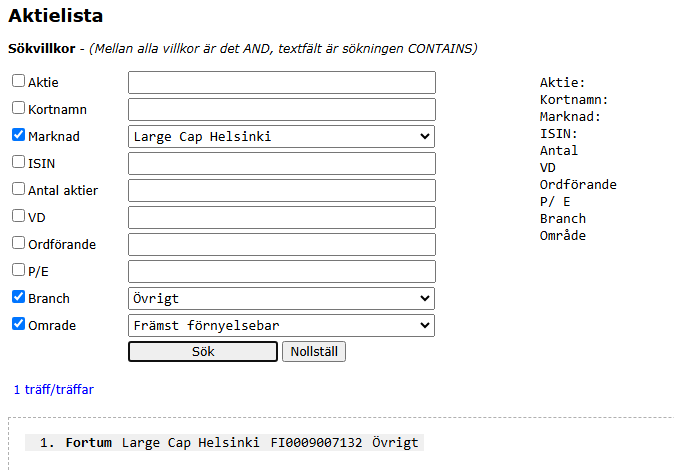 Aktielista
Sökvillkor - (Mellan alla villkor är det AND, textfält är sökningen CONTAINS)
Aktie
Kortnamn
Marknad Large Cap Helsinki
ISIN
Antal aktier
VD
Ordförande
P/E
Branch Övrigt
Omrade Främst förnyelsebar
Sök Nollställ
Aktie:
Kortnamn:
Marknad:
ISIN:
Antal
VD
Ordförande
P/ E
Branch
Område
1 träff/träffar
1. Fortum Large Cap Helsinki FI0009007132 Övrigt